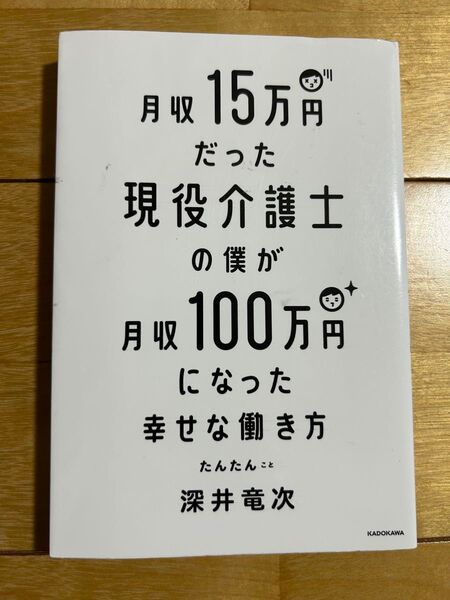 月収15万円
だった
現役介護士
の僕が
月収100万円
になった
幸せな働き方
たんたんこと
深井竜次
KADOKAWA